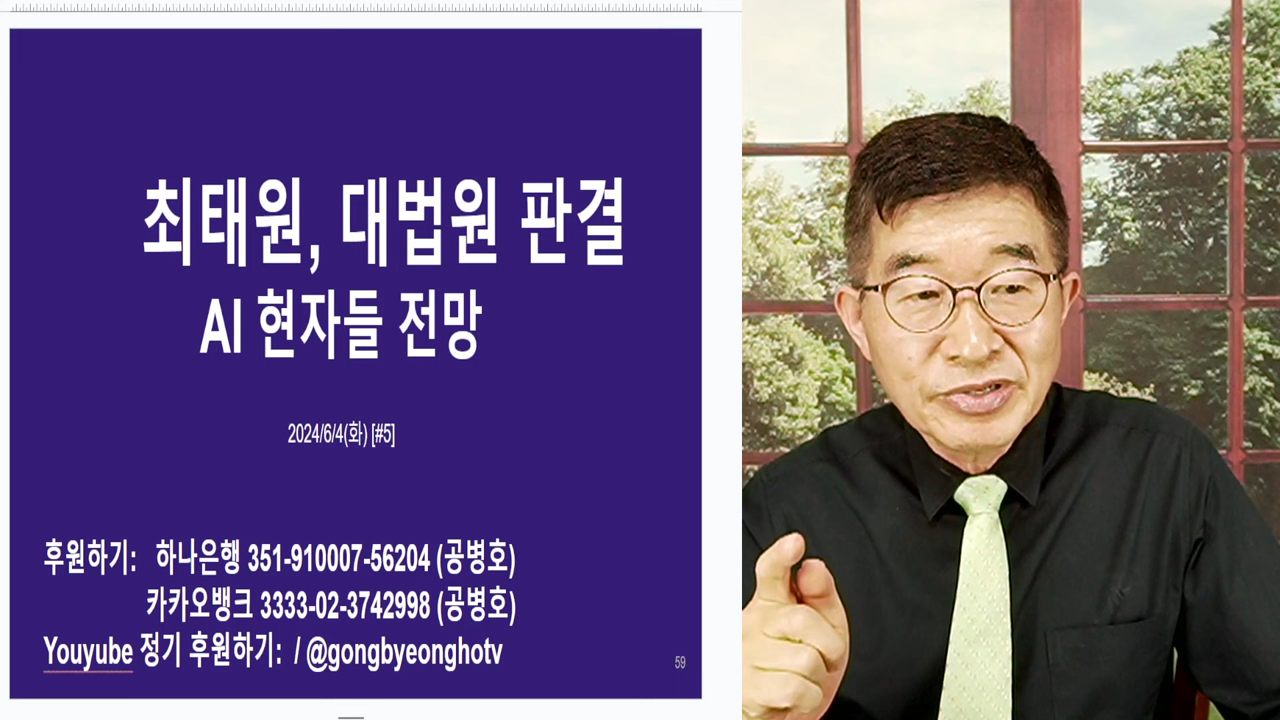 최태원, 대법원 판결
AI 현자들 전망
2024/6/4(화) [#5]
후원하기: 하나은행 351-910007-56204 (공병호)
카카오뱅크 3333-02-3742998 (공병호)
Youyube 정기 후원하기: / @gongbyeonghotv
59